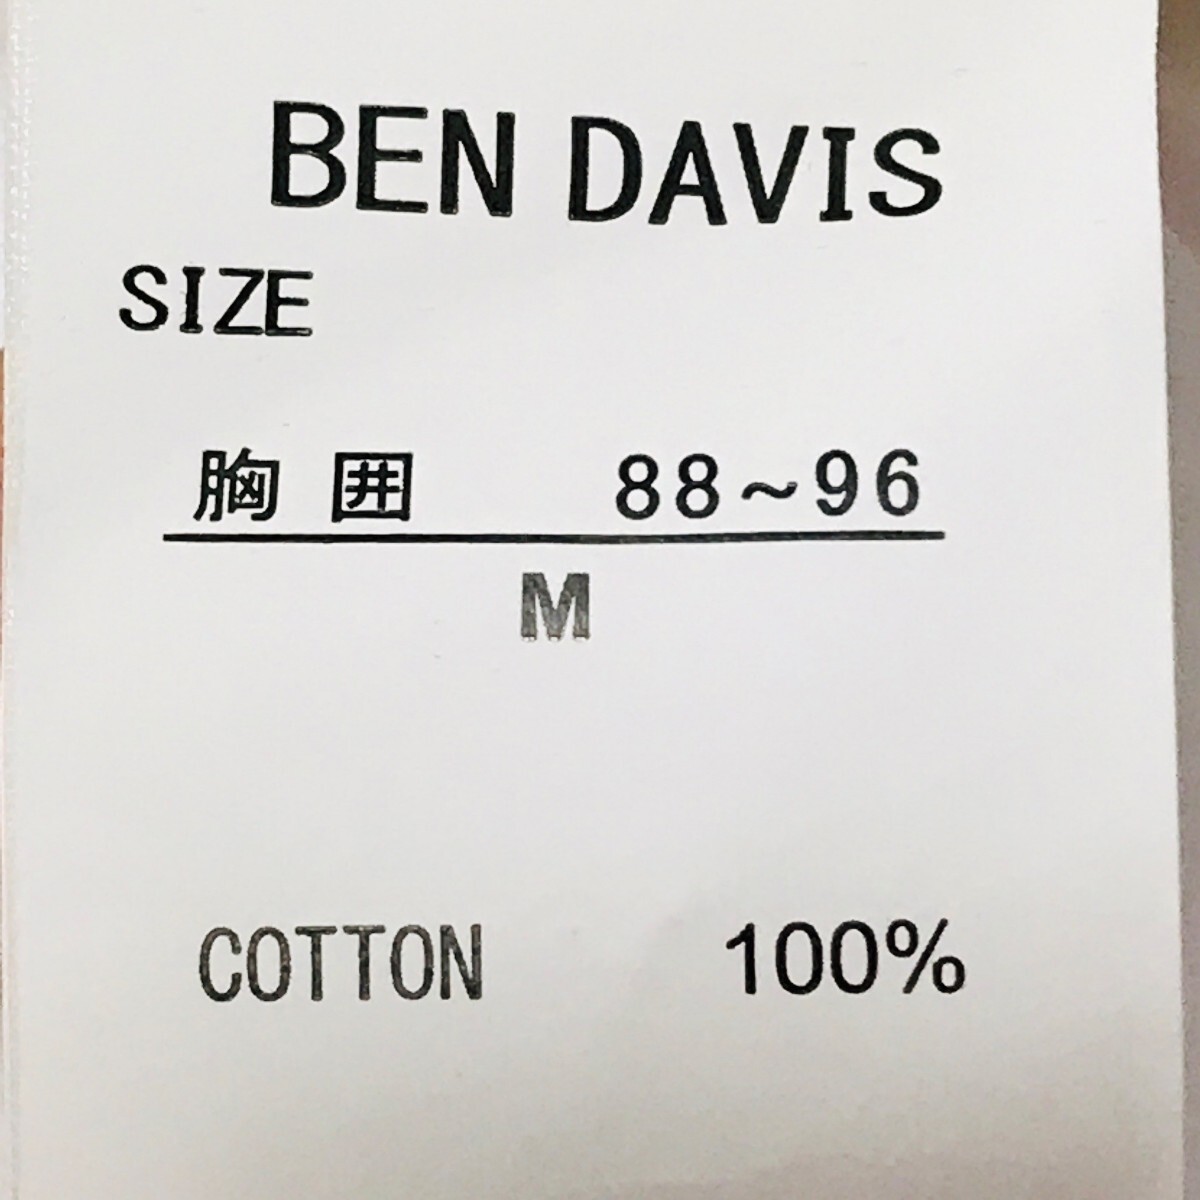 BEN DAVIS
SIZE
胸囲 88~96
M
COTTON 100%